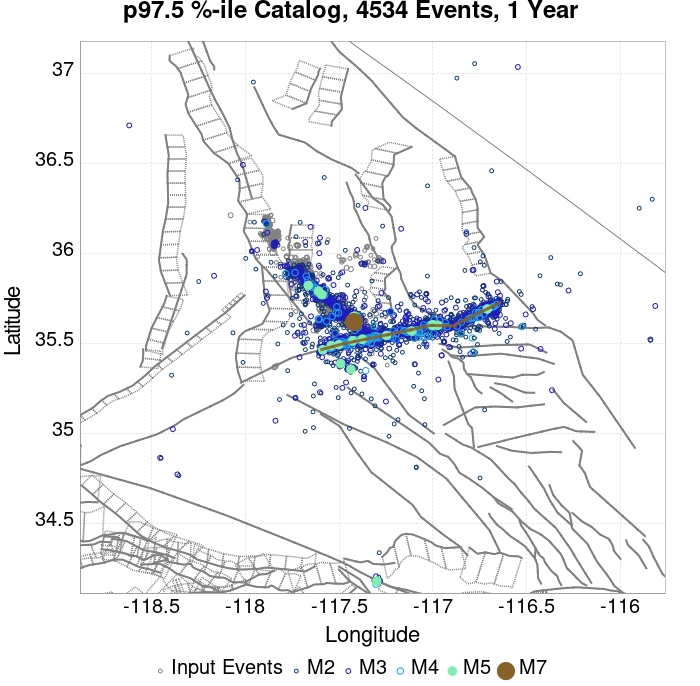 p97.5 %-ile Catalog, 4534 Events, 1 Year
37
36.5
36
35.5
35
34.5
Latitude
-118.5 -118 -117.5 -117 -116.5 -116
Longitude
Input Events M2 M3 M4 M5 M7